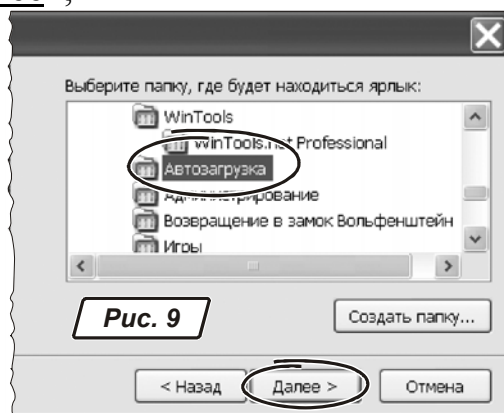 Выберите папку, где будет находиться ярлык:
WinTools
WinTools.net Professional
Автозагрузка
Администрирование
Возвращение в замок Вольфенштейн
Игры
Рис. 9
Создать папку...
< Назад
Далее >
Отмена